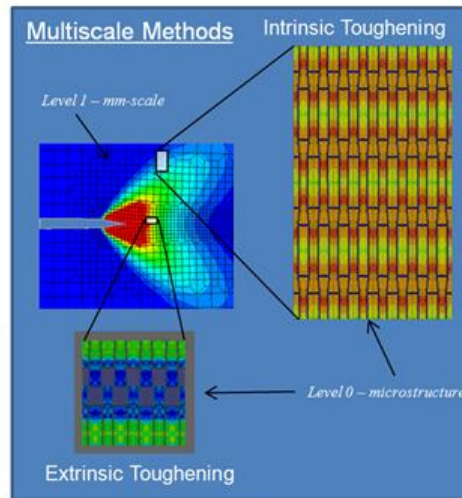 Multiscale Methods
Intrinsic Toughening
Level 1 – mm-scale
Level 0 – microstructure
Extrinsic Toughening